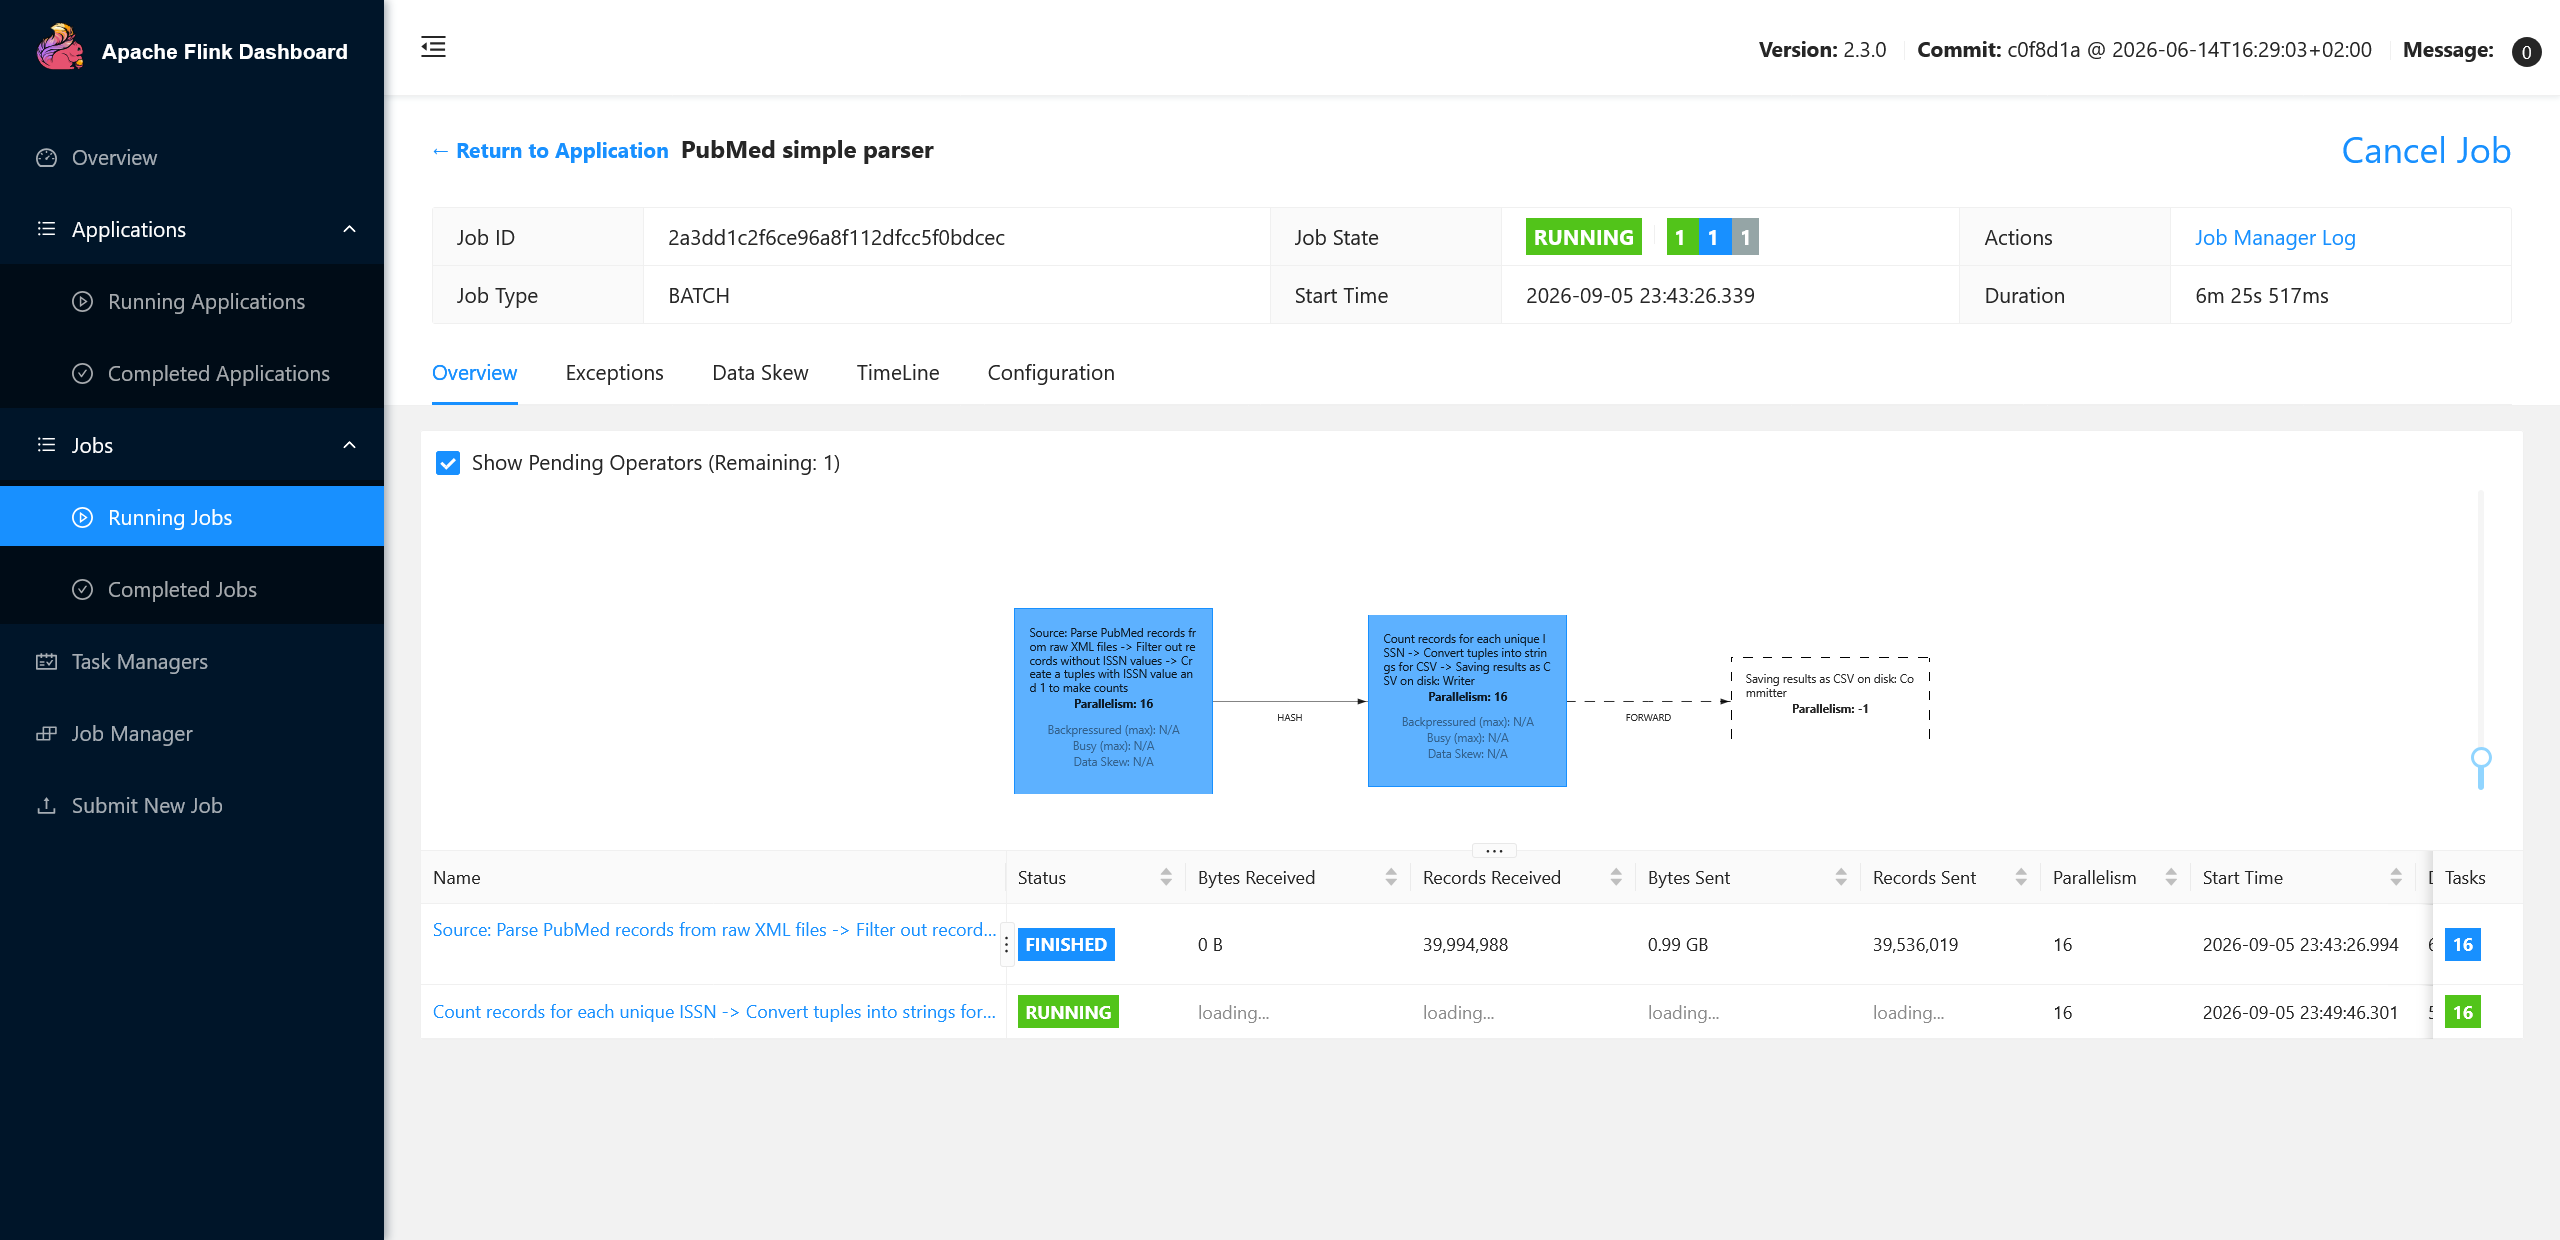 Apache Flink Dashboard
Version: 2.3.0 Commit: c0f8d1a @ 2026-06-14T16:29:03+02:00 Message: 0
Overview
Applications
Running Applications
Completed Applications
Jobs
Running Jobs
Completed Jobs
Task Managers
Job Manager
Submit New Job
← Return to Application PubMed simple parser
Cancel Job
Job ID 2a3dd1c2f6ce96a8f112dfcc5f0bdcec Job State RUNNING 1 1 1 Actions Job Manager Log
Job Type BATCH Start Time 2026-09-05 23:43:26.339 Duration 6m 25s 517ms
Overview Exceptions Data Skew TimeLine Configuration
Show Pending Operators (Remaining: 1)
Source: Parse PubMed records fr
om raw XML files -> Filter out re
cords without ISSN values -> Cr
eate a tuples with ISSN value an
d 1 to make counts
Parallelism: 16
Backpressured (max): N/A
Busy (max): N/A
Data Skew: N/A
HASH
Count records for each unique I
SSN -> Convert tuples into strin
gs for CSV -> Saving results as C
SV on disk: Writer
Parallelism: 16
Backpressured (max): N/A
Busy (max): N/A
Data Skew: N/A
FORWARD
Saving results as CSV on disk: Co
mmitter
Parallelism: -1
Name Status Bytes Received Records Received Bytes Sent Records Sent Parallelism Start Time Tasks
Source: Parse PubMed records from raw XML files -> Filter out record... FINISHED 0 B 39,994,988 0.99 GB 39,536,019 16 2026-09-05 23:43:26.994 16
Count records for each unique ISSN -> Convert tuples into strings for... RUNNING loading... loading... loading... loading... 16 2026-09-05 23:49:46.301 16